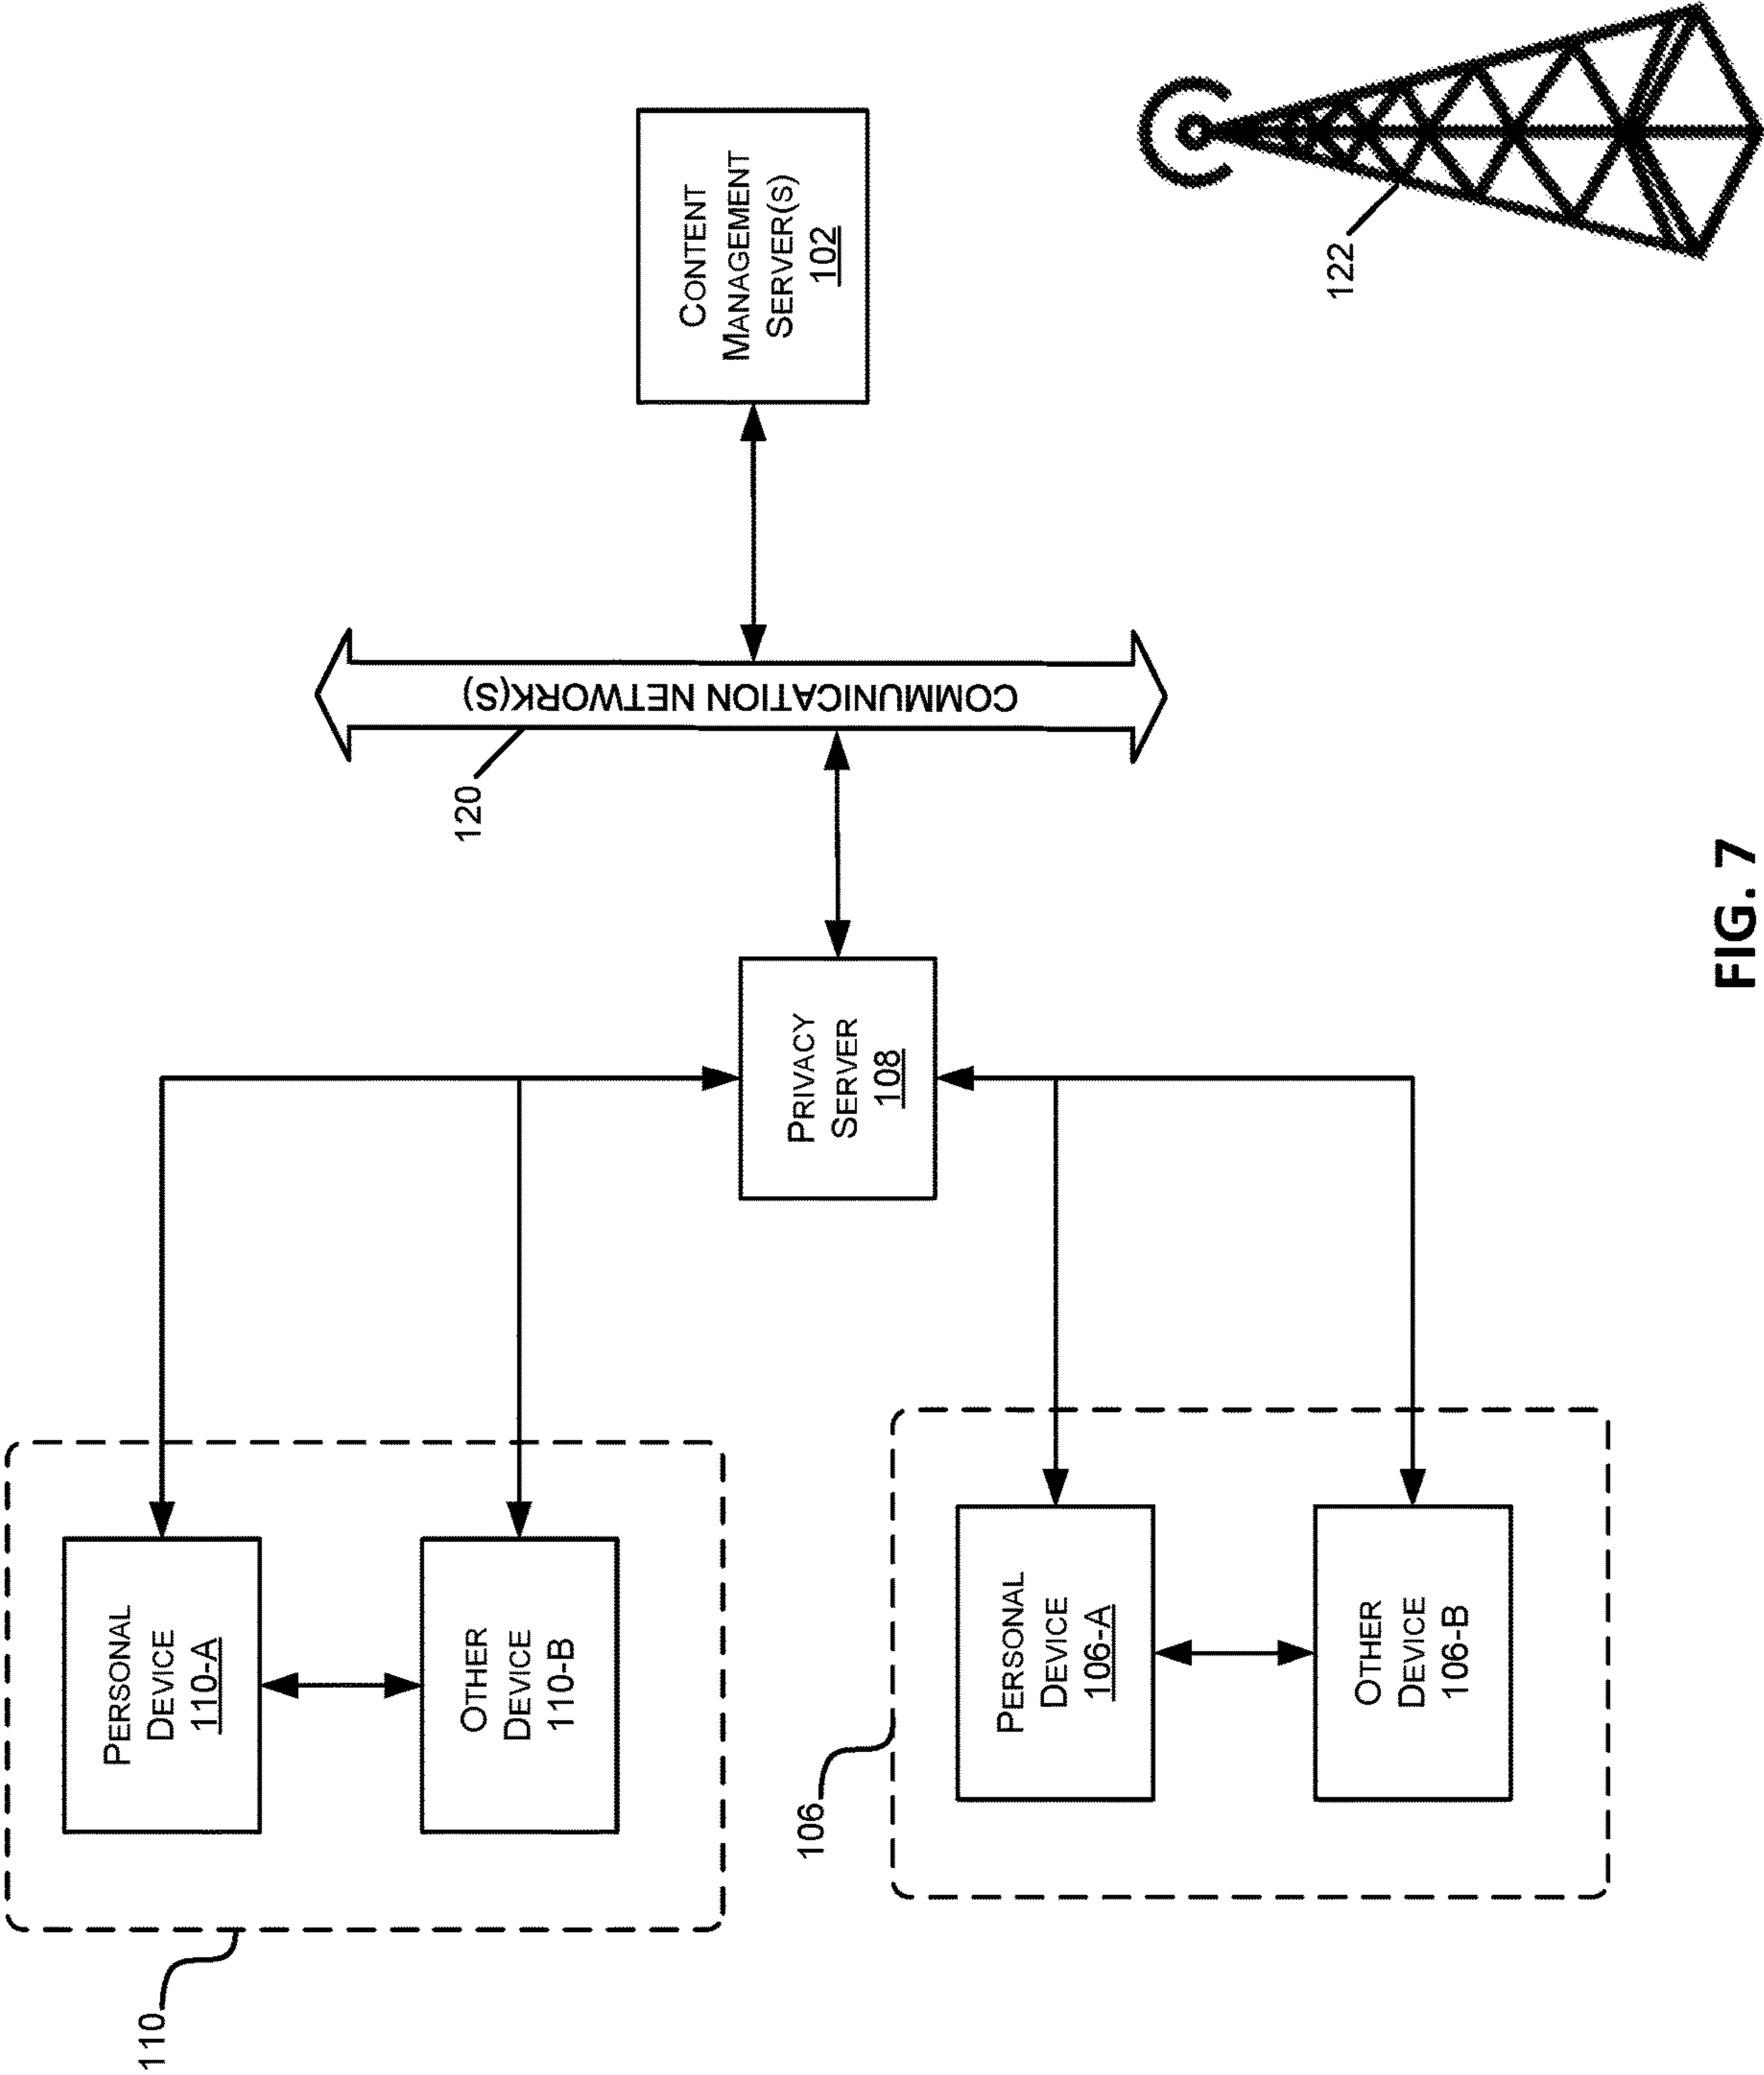 110
PERSONAL
DEVICE
110-A
OTHER
DEVICE
110-B
106
PERSONAL
DEVICE
106-A
OTHER
DEVICE
106-B
PRIVACY
SERVER
108
120
COMMUNICATION NETWORK(S)
CONTENT
MANAGEMENT
SERVER(S)
102
122
FIG. 7